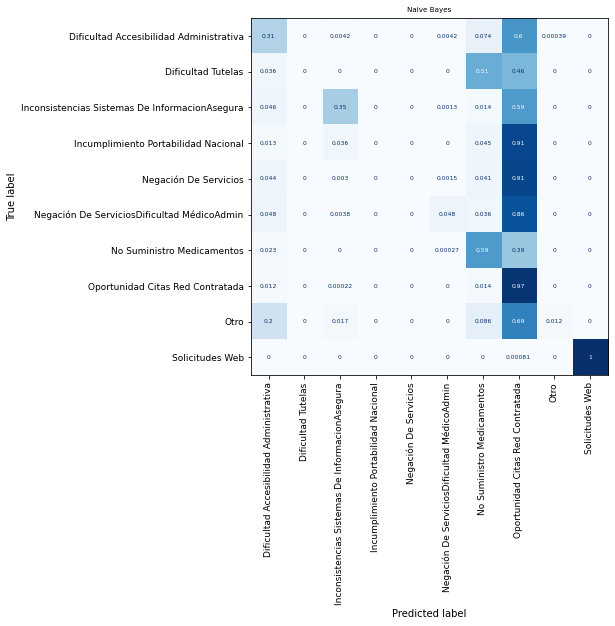 Naive Bayes
Dificultad Accesibilidad Administrativa 0.31 0 0.0042 0 0 0.0042 0.074 0.6 0.00039 0
Dificultad Tutelas 0.036 0 0 0 0 0 0.51 0.46 0 0
Inconsistencias Sistemas De InformacionAsegura 0.046 0 0.35 0 0 0.0013 0.014 0.59 0 0
Incumplimiento Portabilidad Nacional 0.013 0 0.036 0 0 0 0.045 0.91 0 0
Negación De Servicios 0.044 0 0.003 0 0 0.0015 0.041 0.91 0 0
Negación De ServiciosDificultad MédicoAdmin 0.048 0 0.0038 0 0 0.048 0.036 0.86 0 0
No Suministro Medicamentos 0.023 0 0 0 0 0.00027 0.59 0.39 0 0
Oportunidad Citas Red Contratada 0.012 0 0.00022 0 0 0 0.014 0.97 0 0
Otro 0.2 0 0.017 0 0 0 0.086 0.69 0.012 0
Solicitudes Web 0 0 0 0 0 0 0 0.00081 0 1
True label
Dificultad Accesibilidad Administrativa
Dificultad Tutelas
Inconsistencias Sistemas De InformacionAsegura
Incumplimiento Portabilidad Nacional
Negación De Servicios
Negación De ServiciosDificultad MédicoAdmin
No Suministro Medicamentos
Oportunidad Citas Red Contratada
Otro
Solicitudes Web
Predicted label